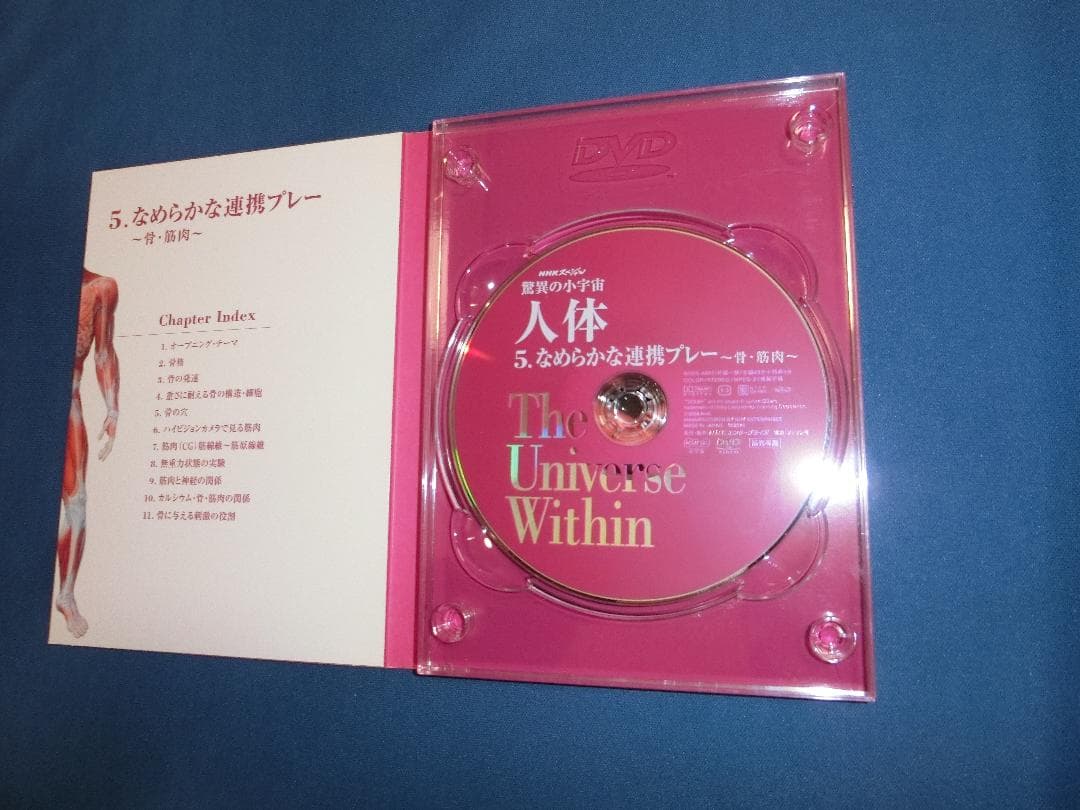 5.なめらかな連携プレー
～骨・筋肉～
Chapter Index
1. オープニング・テーマ
2. 骨格
3. 骨の発達
4. 重さに耐える骨の構造・細胞
5. 骨の穴
6. ハイビジョンカメラで見る筋肉
7. 筋肉（CG）筋線維～筋原線維
8. 無重力状態の実験
9. 筋肉と神経の関係
10. カルシウム・骨・筋肉の関係
11. 骨に与える刺激の役割
DVD
NHKスペシャル
驚異の小宇宙
人体
5.なめらかな連携プレー～骨・筋肉～
The
Universe
Within